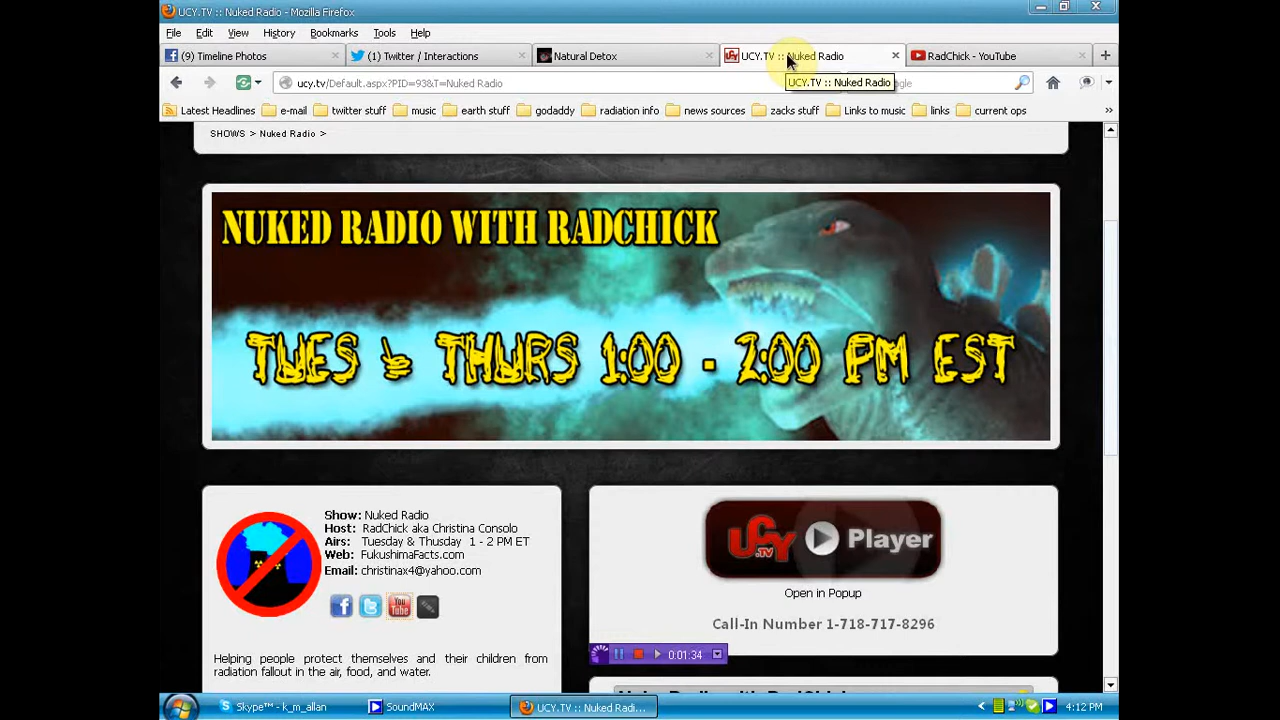 UCY.TV :: Nuked Radio - Mozilla Firefox
File Edit View History Bookmarks Tools Help
Timeline Photos
(1) Twitter / Interactions
Natural Detox
UCY.TV :: Nuked Radio
RadChick - YouTube
ucy.tv/Default.aspx?PID=93&T=Nuked Radio
UCY.TV :: Nuked Radio
Latest Headlines e-mail twitter stuff music earth stuff godaddy radiation info news sources zacks stuff Links to music links current ops
SHOWS > Nuked Radio >
NUKED RADIO WITH RADCHICK
TUES & THURS 1:00 - 2:00 PM EST
Show: Nuked Radio
Host: RadChick aka Christina Consolo
Airs: Tuesday & Thusday 1 - 2 PM ET
Web: FukushimaFacts.com
Email: christinax4@yahoo.com
You Tube
Helping people protect themselves and their children from
radiation fallout in the air, food, and water.
UCY.TV Player
Open in Popup
Call-In Number 1-718-717-8296
0:01:34
Skype™ - k_m_allan
SoundMAX
UCY.TV :: Nuked Radi...
4:12 PM